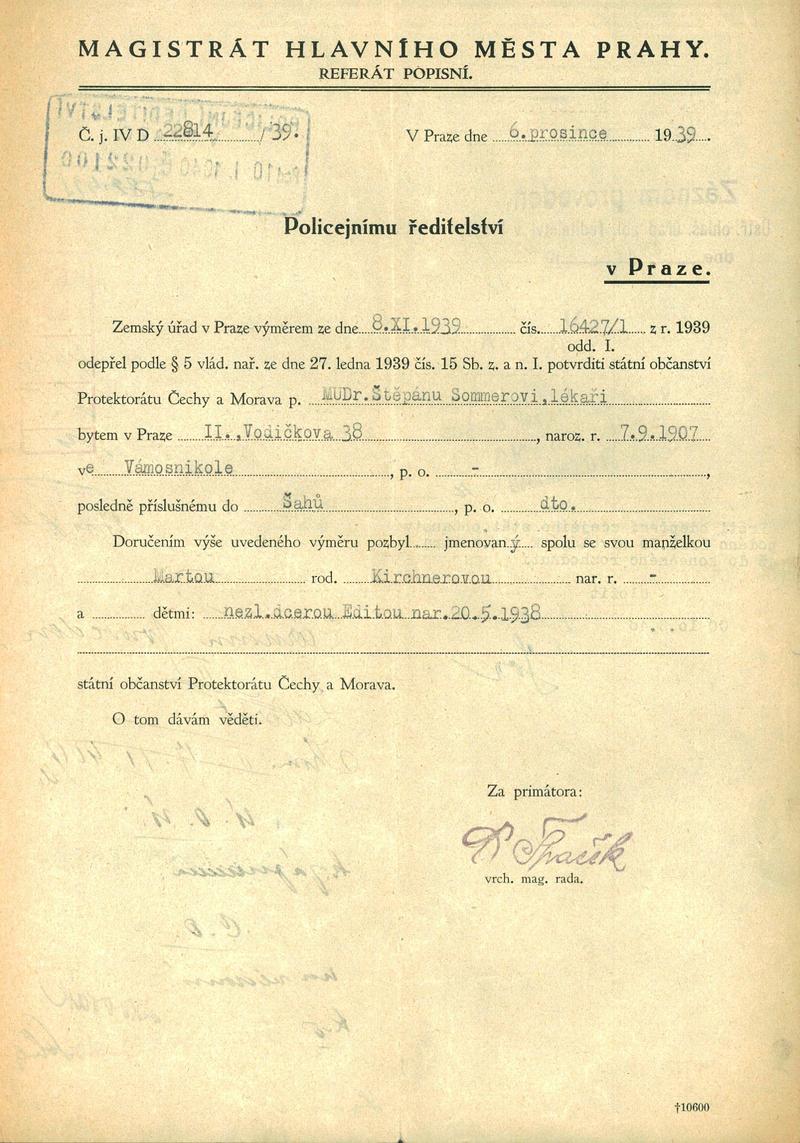 MAGISTRÁT HLAVNÍHO MĚSTA PRAHY.
REFERÁT POPISNÍ.
Č. j. IV D 22814 /39.
V Praze dne 6.prosince 1939.
Policejnímu ředitelství
v Praze.
Zemský úřad v Praze výměrem ze dne 8.XI.1939 čís. 16427/1 z r. 1939
odd. I.
odepřel podle § 5 vlád. nař. ze dne 27. ledna 1939 čís. 15 Sb. z. a n. I. potvrditi státní občanství
Protektorátu Čechy a Morava p. MUDr.Štěpánu Sommerovi,lékaři
bytem v Praze II.,Vodičkova 38, naroz. r. 7.9.1907
ve Vámosnikole, p. o. -,
posledně příslušnému do Šahů, p. o. dto.
Doručením výše uvedeného výměru pozbyl jmenovaný spolu se svou manželkou
Martou rod. Kirchnerovou nar. r. -
a dětmi: nezl.dcerou Editou nar.20.5.1938
státní občanství Protektorátu Čechy a Morava.
O tom dávám věděti.
Za primátora:
vrch. mag. rada.
†10600